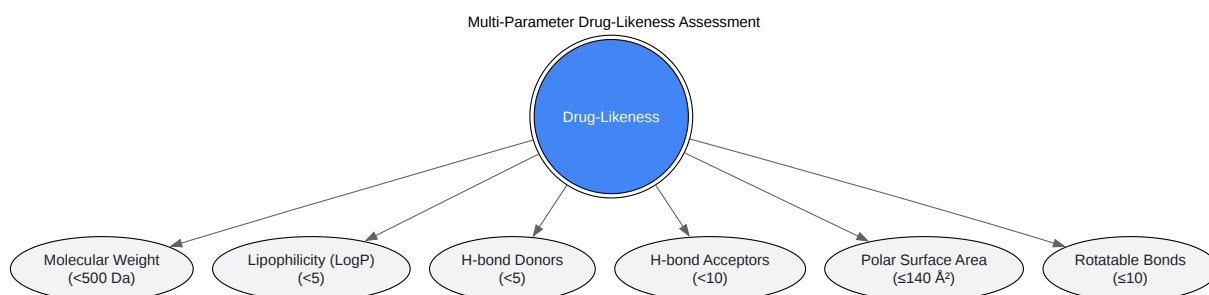 Multi-Parameter Drug-Likeness Assessment
Drug-Likeness
Molecular Weight
(<500 Da)
Lipophilicity (LogP)
(<5)
H-bond Donors
(<5)
H-bond Acceptors
(<10)
Polar Surface Area
(≤140 Å²)
Rotatable Bonds
(≤10)